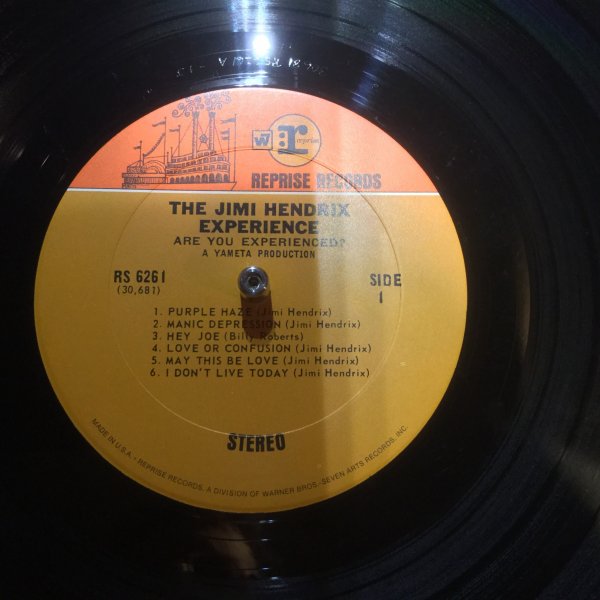 W r reprise
REPRISE RECORDS
THE JIMI HENDRIX
EXPERIENCE
ARE YOU EXPERIENCED?
A YAMETA PRODUCTION
RS 6261
(30,681)
SIDE
1
1. PURPLE HAZE (Jimi Hendrix)
2. MANIC DEPRESSION (Jimi Hendrix)
3. HEY JOE (Billy Roberts)
4. LOVE OR CONFUSION (Jimi Hendrix)
5. MAY THIS BE LOVE (Jimi Hendrix)
6. I DON'T LIVE TODAY (Jimi Hendrix)
STEREO
MADE IN U.S.A. • REPRISE RECORDS, A DIVISION OF WARNER BROS.-SEVEN ARTS RECORDS, INC.